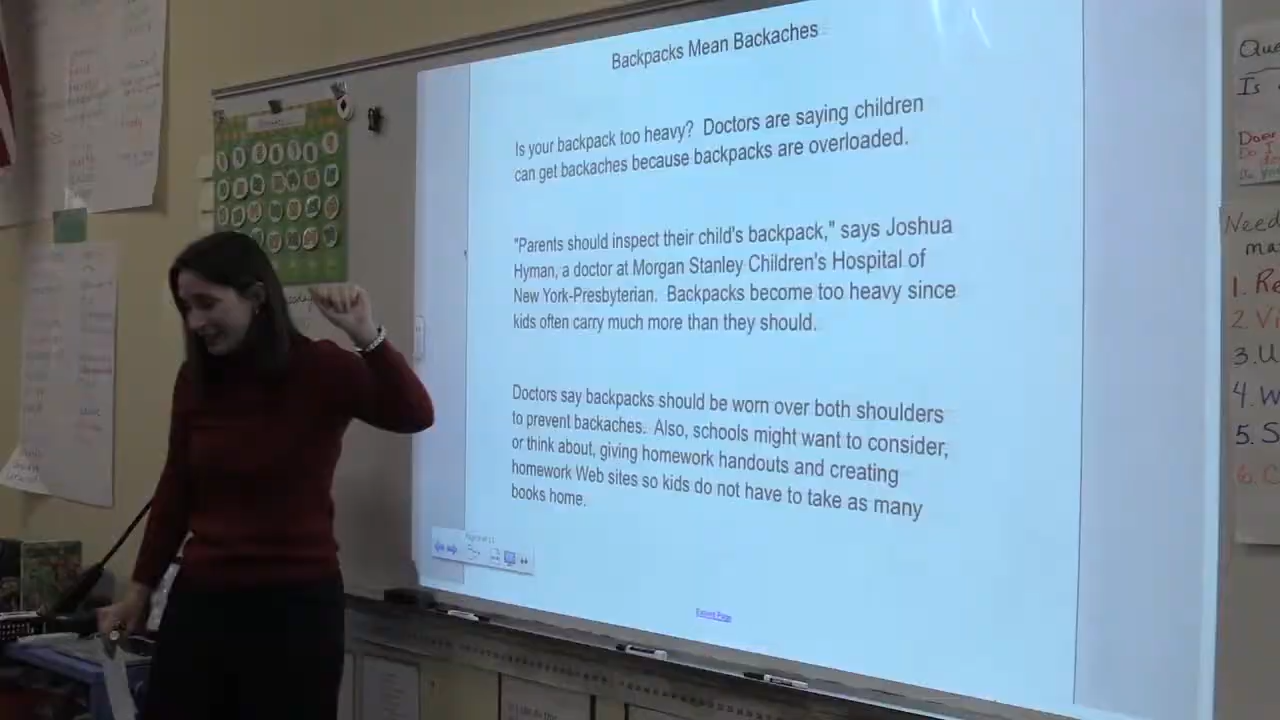 Backpacks Mean Backaches
Is your backpack too heavy? Doctors are saying children
can get backaches because backpacks are overloaded.
"Parents should inspect their child's backpack," says Joshua
Hyman, a doctor at Morgan Stanley Children's Hospital of
New York-Presbyterian. Backpacks become too heavy since
kids often carry much more than they should.
Doctors say backpacks should be worn over both shoulders
to prevent backaches. Also, schools might want to consider,
or think about, giving homework handouts and creating
homework Web sites so kids do not have to take as many
books home.
Extend Page
Que
Is
Need
ma
1. Re
2. Vi
3. U
4. W
5. S
6. C